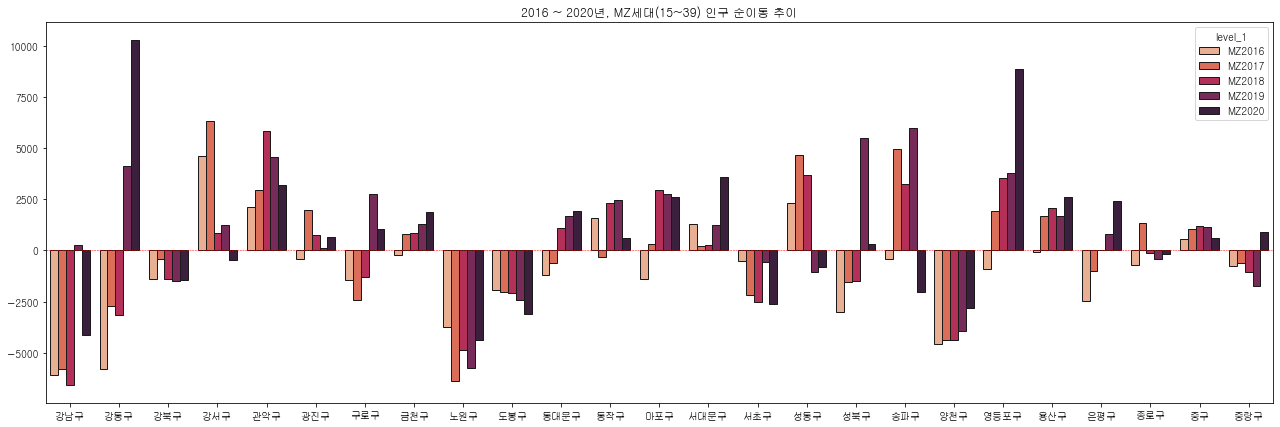 2016 ~ 2020년, MZ세대(15~39) 인구 순이동 추이
level_1
MZ2016
MZ2017
MZ2018
MZ2019
MZ2020
10000
7500
5000
2500
0
−2500
−5000
강남구 강동구 강북구 강서구 관악구 광진구 구로구 금천구 노원구 도봉구 동대문구 동작구 마포구 서대문구 서초구 성동구 성북구 송파구 양천구 영등포구 용산구 은평구 종로구 중구 중랑구